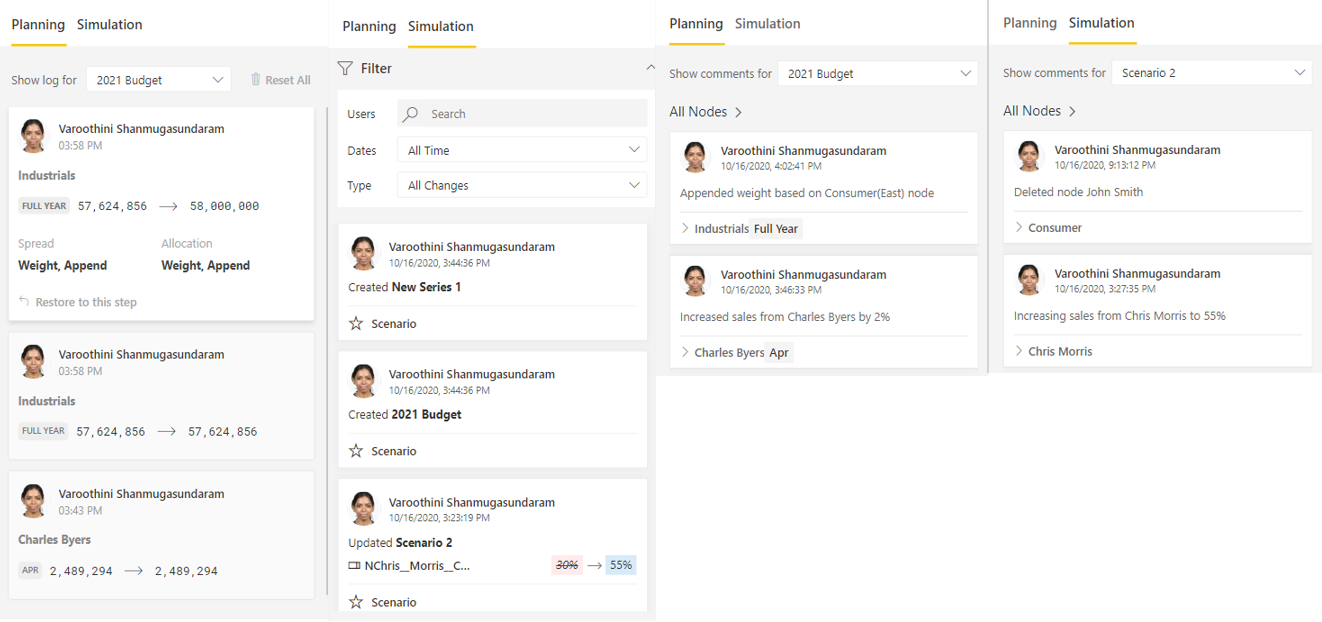 Planning Simulation
Show log for 2021 Budget Reset All
Varoothini Shanmugasundaram
03:58 PM
Industrials
FULL YEAR 57,624,856 → 58,000,000
Spread Allocation
Weight, Append Weight, Append
Restore to this step
Varoothini Shanmugasundaram
03:58 PM
Industrials
FULL YEAR 57,624,856 → 57,624,856
Varoothini Shanmugasundaram
03:43 PM
Charles Byers
APR 2,489,294 → 2,489,294
Planning Simulation
Filter
Users Search
Dates All Time
Type All Changes
Varoothini Shanmugasundaram
10/16/2020, 3:44:36 PM
Created New Series 1
Scenario
Varoothini Shanmugasundaram
10/16/2020, 3:44:36 PM
Created 2021 Budget
Scenario
Varoothini Shanmugasundaram
10/16/2020, 3:23:19 PM
Updated Scenario 2
NChris__Morris__C... 30% → 55%
Scenario
Planning Simulation
Show comments for 2021 Budget
All Nodes >
Varoothini Shanmugasundaram
10/16/2020, 4:02:41 PM
Appended weight based on Consumer(East) node
> Industrials Full Year
Varoothini Shanmugasundaram
10/16/2020, 3:46:33 PM
Increased sales from Charles Byers by 2%
> Charles Byers Apr
Planning Simulation
Show comments for Scenario 2
All Nodes >
Varoothini Shanmugasundaram
10/16/2020, 9:13:12 PM
Deleted node John Smith
> Consumer
Varoothini Shanmugasundaram
10/16/2020, 3:27:35 PM
Increasing sales from Chris Morris to 55%
> Chris Morris